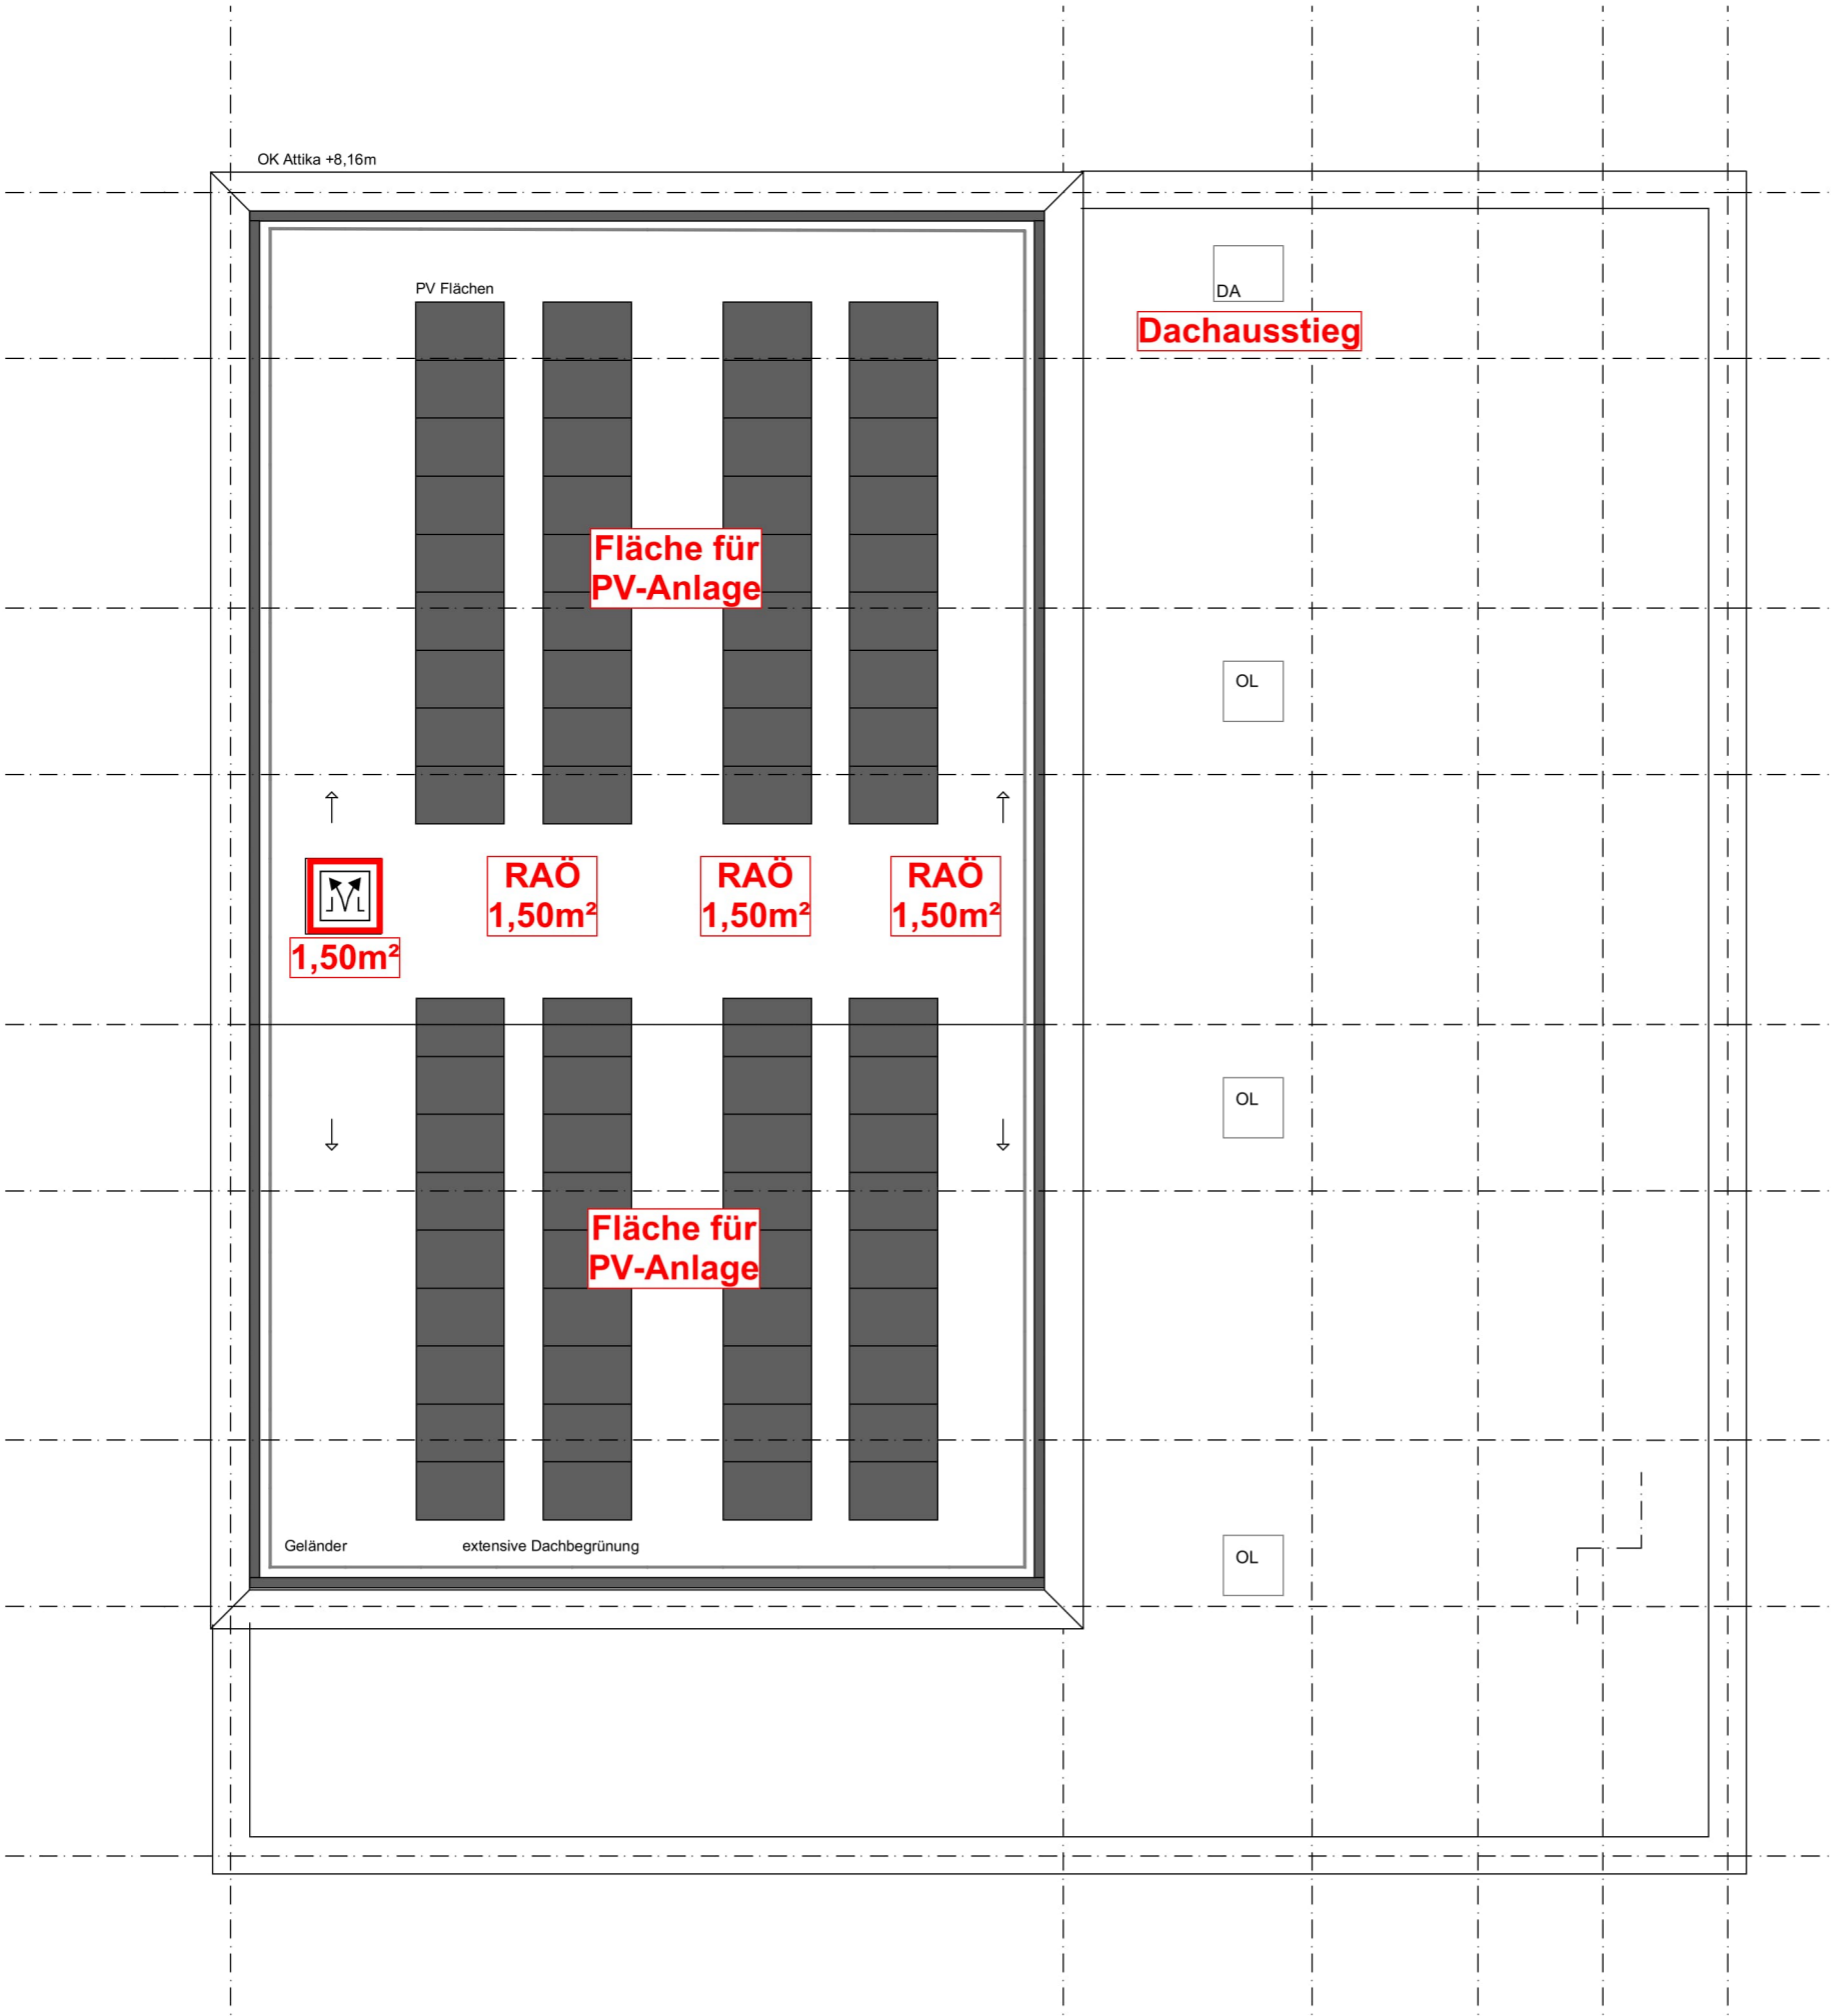 OK Attika +8,16m
PV Flächen
DA
Dachausstieg
Fläche für
PV-Anlage
OL
RAÖ
1,50m²
RAÖ
1,50m²
RAÖ
1,50m²
1,50m²
OL
Fläche für
PV-Anlage
Geländer
extensive Dachbegrünung
OL